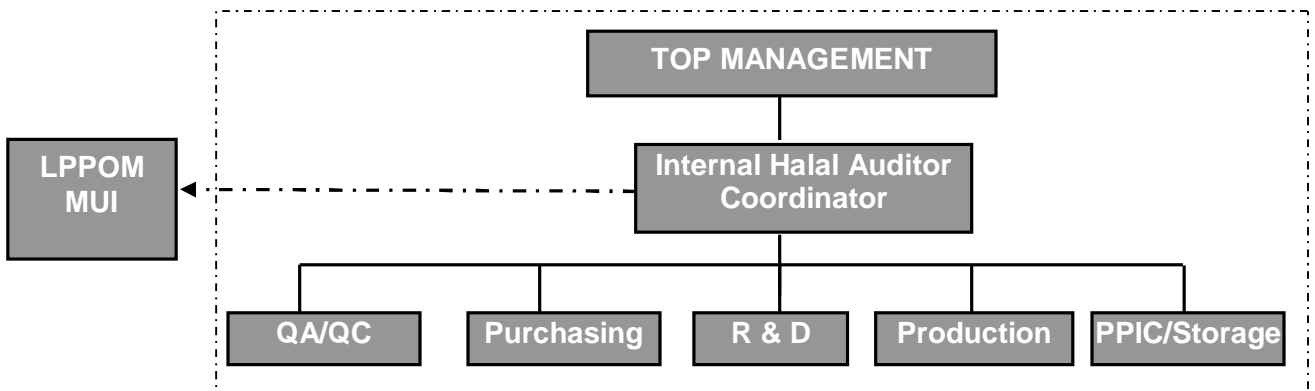 TOP MANAGEMENT
LPPOM
MUI
Internal Halal Auditor
Coordinator
QA/QC
Purchasing
R & D
Production
PPIC/Storage